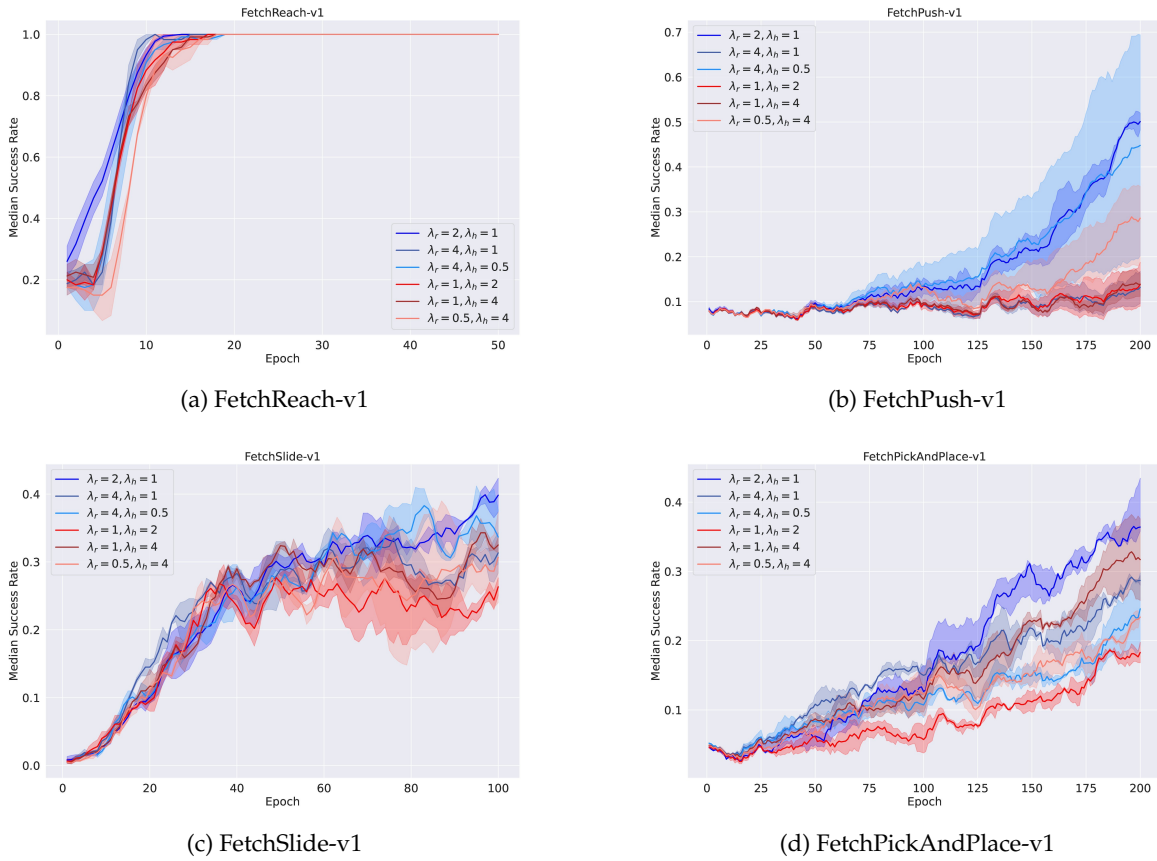 FetchReach-v1
Median Success Rate
1.0
0.8
0.6
0.4
0.2
λr = 2, λh = 1
λr = 4, λh = 1
λr = 4, λh = 0.5
λr = 1, λh = 2
λr = 1, λh = 4
λr = 0.5, λh = 4
0 10 20 30 40 50
Epoch
(a) FetchReach-v1
FetchPush-v1
Median Success Rate
0.7
0.6
0.5
0.4
0.3
0.2
0.1
λr = 2, λh = 1
λr = 4, λh = 1
λr = 4, λh = 0.5
λr = 1, λh = 2
λr = 1, λh = 4
λr = 0.5, λh = 4
0 25 50 75 100 125 150 175 200
Epoch
(b) FetchPush-v1
FetchSlide-v1
Median Success Rate
0.4
0.3
0.2
0.1
0.0
λr = 2, λh = 1
λr = 4, λh = 1
λr = 4, λh = 0.5
λr = 1, λh = 2
λr = 1, λh = 4
λr = 0.5, λh = 4
0 20 40 60 80 100
Epoch
(c) FetchSlide-v1
FetchPickAndPlace-v1
Median Success Rate
0.4
0.3
0.2
0.1
λr = 2, λh = 1
λr = 4, λh = 1
λr = 4, λh = 0.5
λr = 1, λh = 2
λr = 1, λh = 4
λr = 0.5, λh = 4
0 25 50 75 100 125 150 175 200
Epoch
(d) FetchPickAndPlace-v1